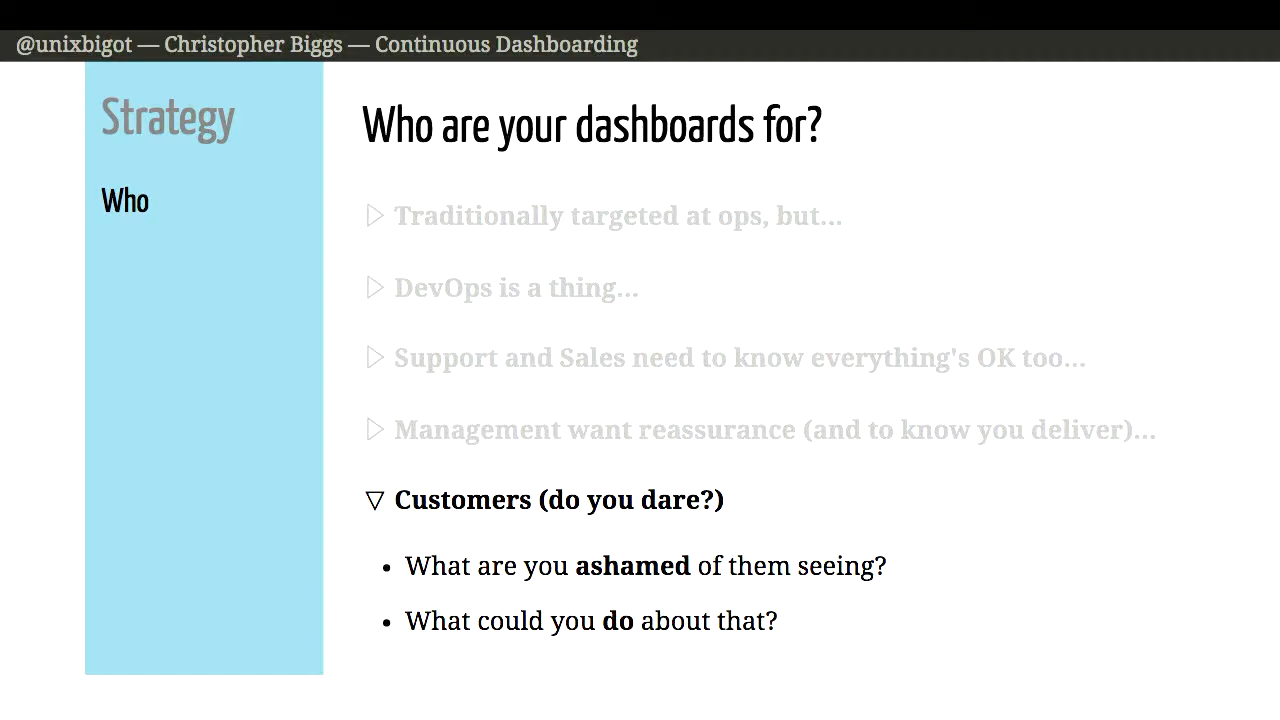 @unixbigot — Christopher Biggs — Continuous Dashboarding
Strategy
Who
Who are your dashboards for?
▷ Traditionally targeted at ops, but...
▷ DevOps is a thing...
▷ Support and Sales need to know everything's OK too...
▷ Management want reassurance (and to know you deliver)...
▽ Customers (do you dare?)
• What are you ashamed of them seeing?
• What could you do about that?